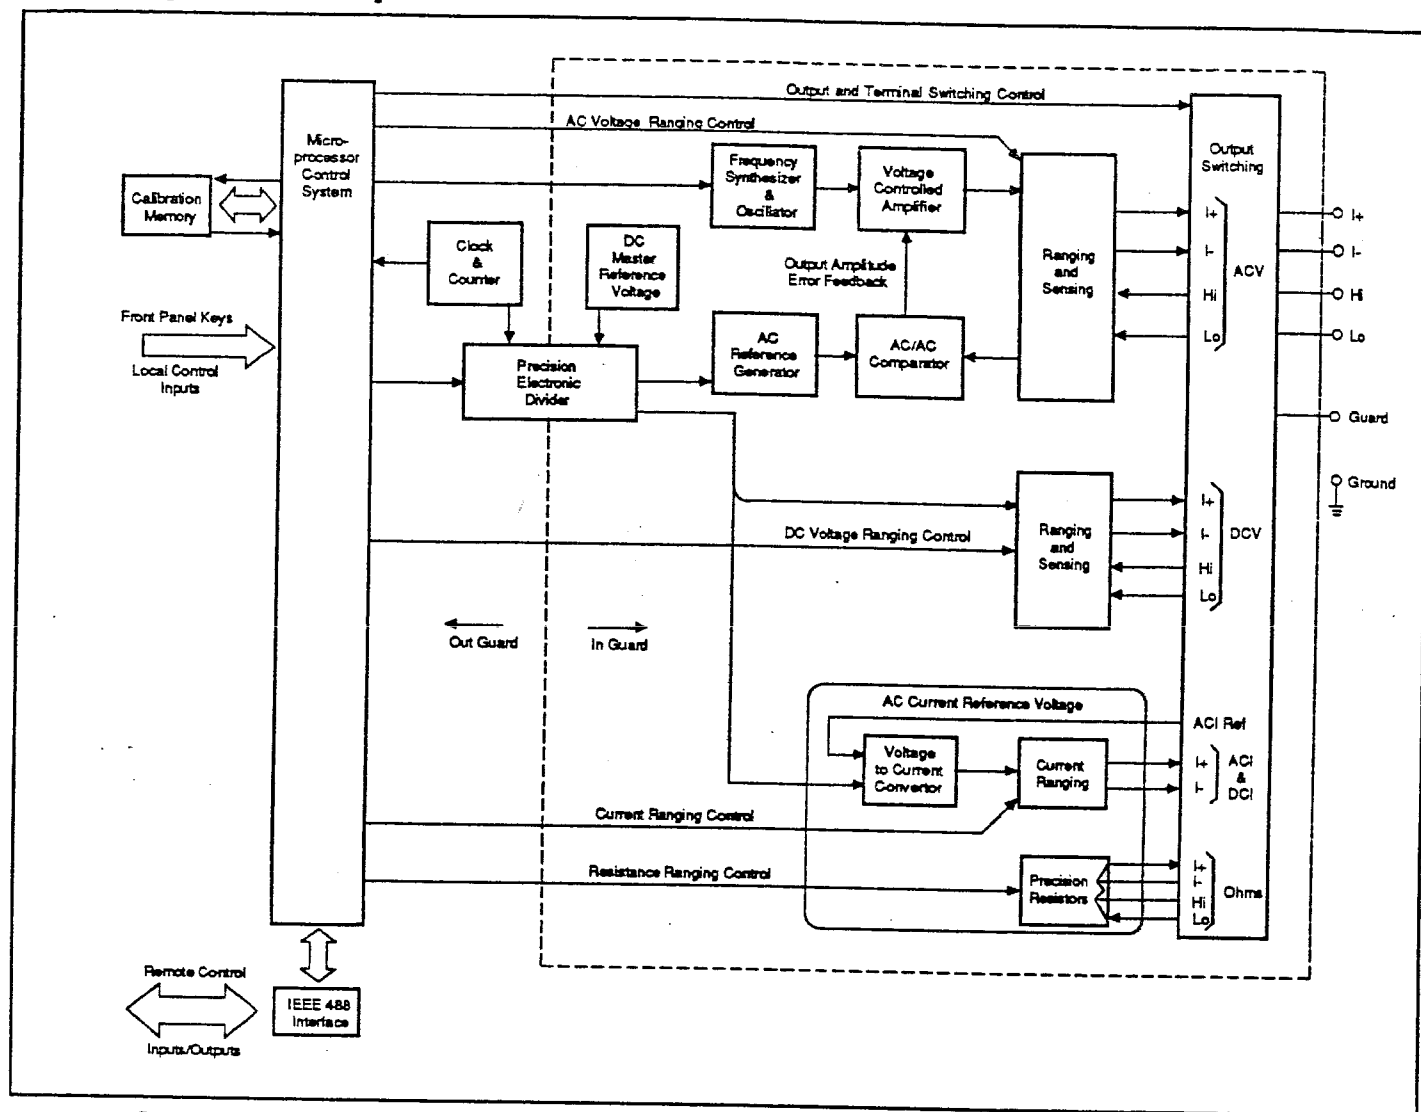 Output and Terminal Switching Control
AC Voltage Ranging Control
Micro-
processor
Control
System
Frequency
Synthesizer
&
Oscillator
Voltage
Controlled
Amplifier
Output
Switching
Calibration
Memory
Clock
&
Counter
DC
Master
Reference
Voltage
Output Amplitude
Error Feedback
Ranging
and
Sensing
I+
I-
Hi
Lo
ACV
I+
I-
Hi
Lo
Front Panel Keys
Local Control
Inputs
Precision
Electronic
Divider
AC
Reference
Generator
AC/AC
Comparator
Guard
Ground
DC Voltage Ranging Control
Ranging
and
Sensing
I+
I-
Hi
Lo
DCV
Out Guard
In Guard
AC Current Reference Voltage
ACI Ref
Voltage
to Current
Convertor
Current
Ranging
I+
I-
ACI
&
DCI
Current Ranging Control
Resistance Ranging Control
Precision
Resistors
I+
I-
Hi
Lo
Ohms
Remote Control
Inputs/Outputs
IEEE 488
Interface